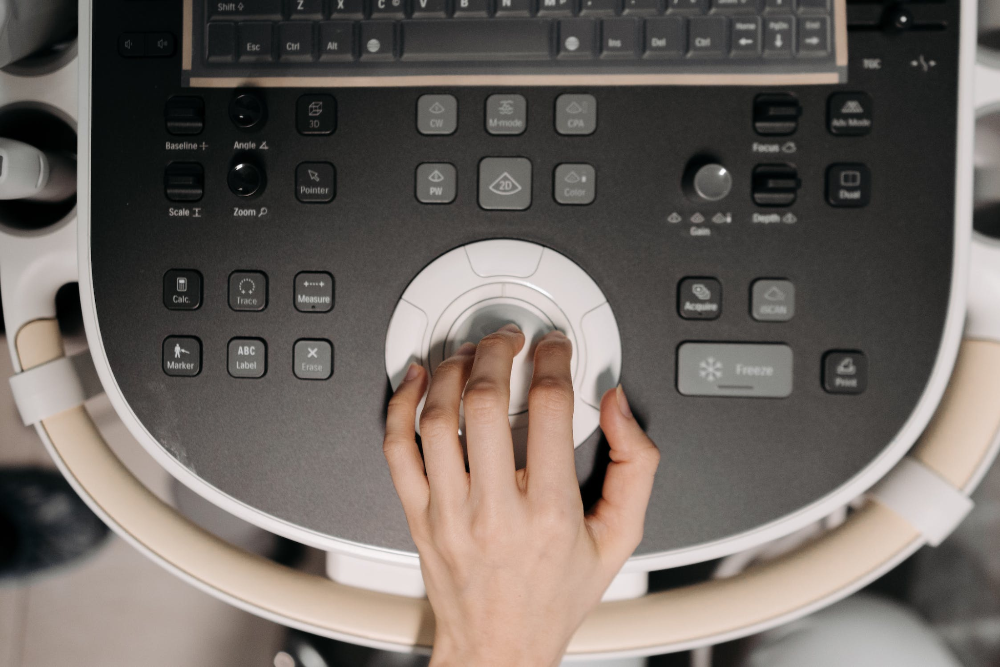 Shift
Z X C V B N M
Esc Ctrl Alt Ins Del Ctrl
Home PgDn End
TGC
3D CW M-mode CPA
Adv Mode
Baseline Angle Focus
Pointer PW 2D Color Dual
Scale Zoom Gain Depth
Calc. Trace Measure Acquire iSCAN
Marker ABC Label Erase Freeze Print